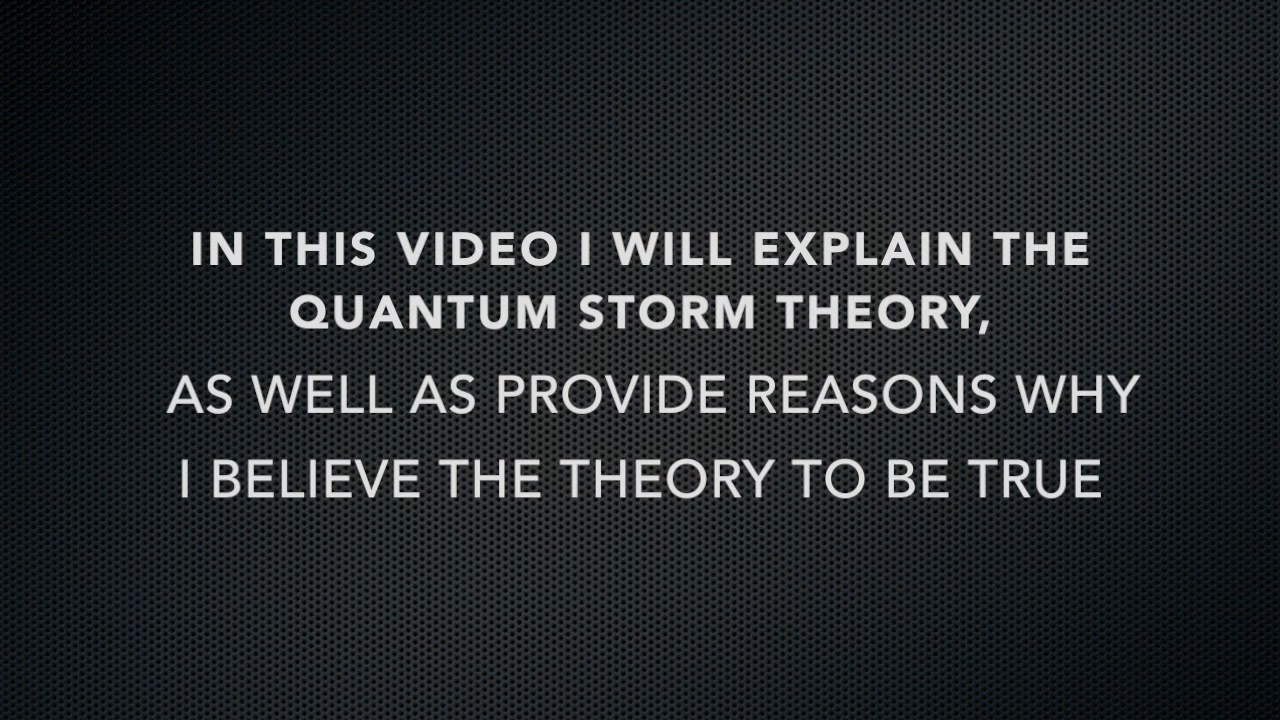 IN THIS VIDEO I WILL EXPLAIN THE
QUANTUM STORM THEORY,
AS WELL AS PROVIDE REASONS WHY
I BELIEVE THE THEORY TO BE TRUE